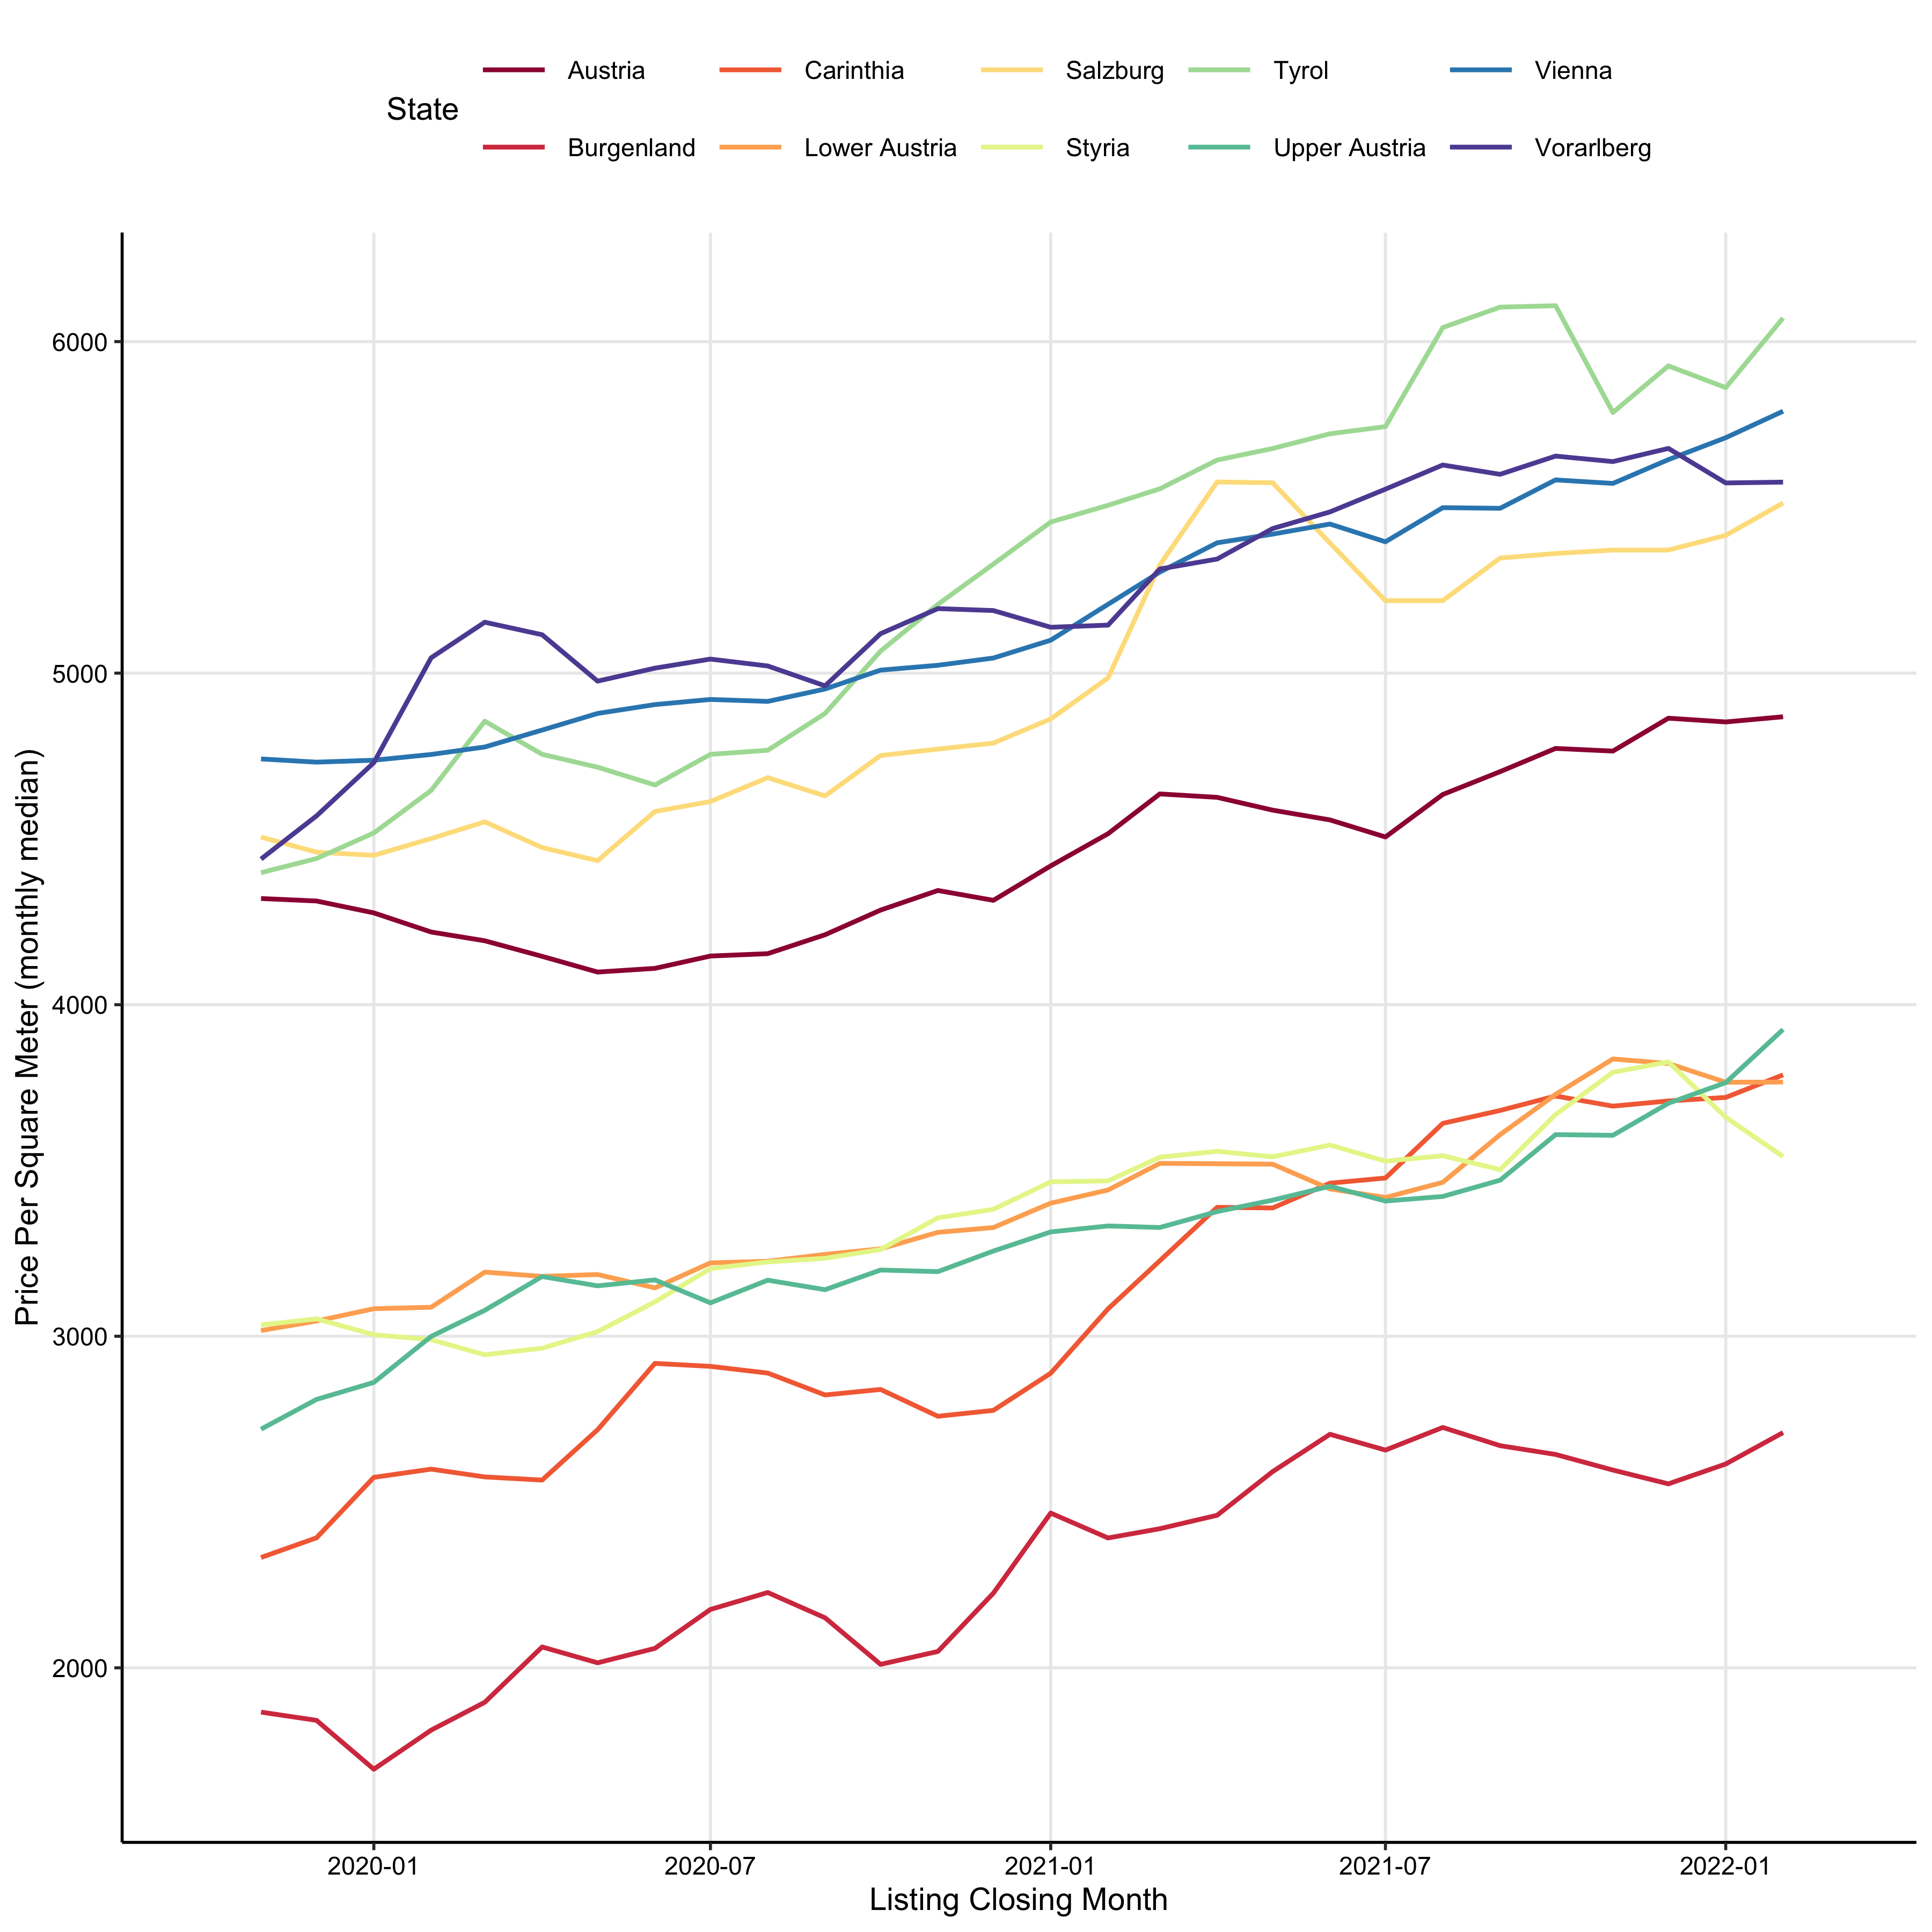 State
Austria Carinthia Salzburg Tyrol Vienna
Burgenland Lower Austria Styria Upper Austria Vorarlberg
Price Per Square Meter (monthly median)
6000
5000
4000
3000
2000
2020-01 2020-07 2021-01 2021-07 2022-01
Listing Closing Month